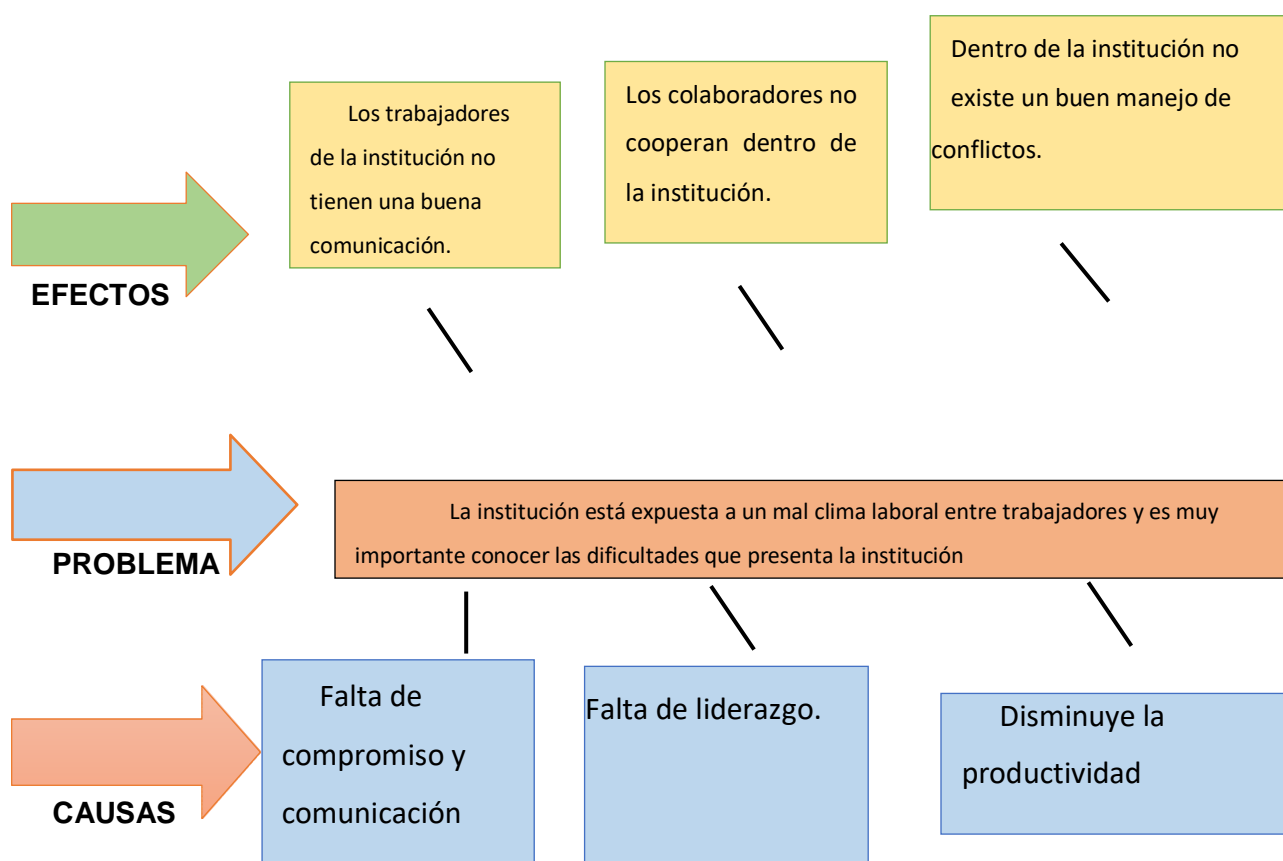 Los trabajadores
de la institución no
tienen una buena
comunicación.
Los colaboradores no
cooperan dentro de
la institución.
Dentro de la institución no
existe un buen manejo de
conflictos.
EFECTOS
La institución está expuesta a un mal clima laboral entre trabajadores y es muy
importante conocer las dificultades que presenta la institución
PROBLEMA
Falta de
compromiso y
comunicación
Falta de liderazgo.
Disminuye la
productividad
CAUSAS